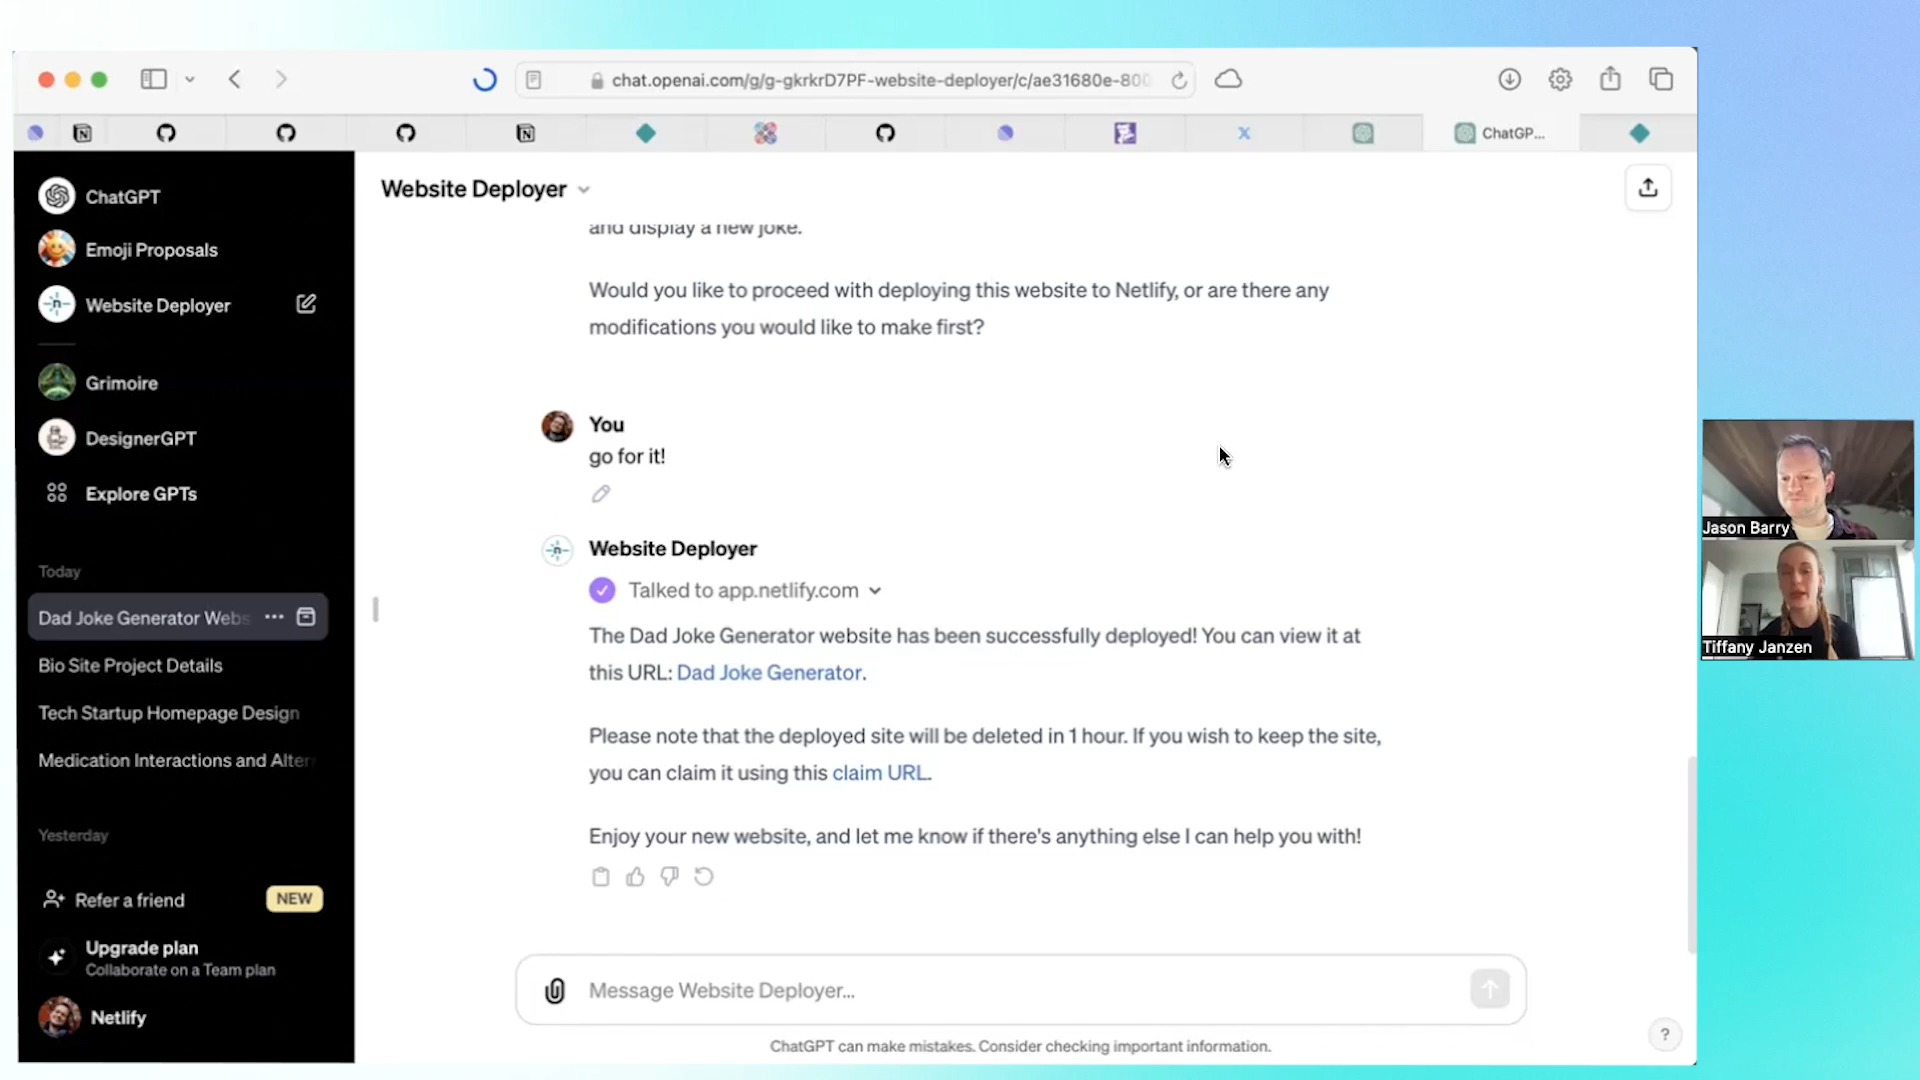 chat.openai.com/g/g-gkrkrD7PF-website-deployer/c/ae31680e-800
ChatGP...
ChatGPT
Emoji Proposals
Website Deployer
Grimoire
DesignerGPT
Explore GPTs
Today
Dad Joke Generator Webs
Bio Site Project Details
Tech Startup Homepage Design
Medication Interactions and Alter
Yesterday
Refer a friend
NEW
Upgrade plan
Collaborate on a Team plan
Netlify
Website Deployer
and display a new joke.
Would you like to proceed with deploying this website to Netlify, or are there any
modifications you would like to make first?
You
go for it!
Website Deployer
Talked to app.netlify.com
The Dad Joke Generator website has been successfully deployed! You can view it at
this URL: Dad Joke Generator.
Please note that the deployed site will be deleted in 1 hour. If you wish to keep the site,
you can claim it using this claim URL.
Enjoy your new website, and let me know if there's anything else I can help you with!
Message Website Deployer...
ChatGPT can make mistakes. Consider checking important information.
?
Jason Barry
Tiffany Janzen